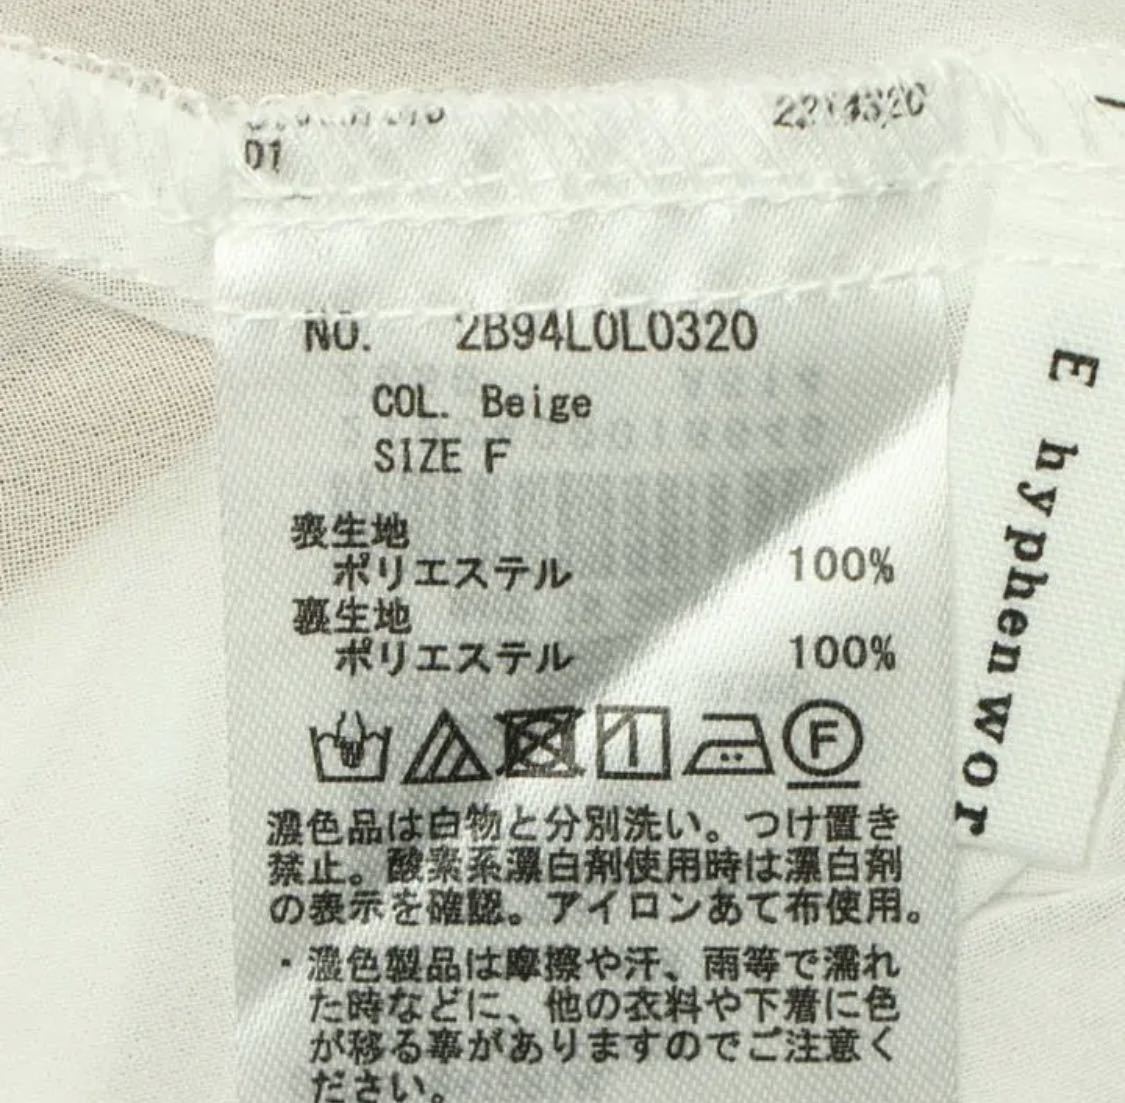 01
NO. 2B94L0L0320
COL. Beige
SIZE F
表生地
ポリエステル 100%
裏生地
ポリエステル 100%
F
濃色品は白物と分別洗い。つけ置き
禁止。酸素系漂白剤使用時は漂白剤
の表示を確認。アイロンあて布使用。
・濃色製品は摩擦や汗、雨等で濡れ
た時などに、他の衣料や下着に色
が移る事がありますのでご注意く
ださい。
E hyphen wor